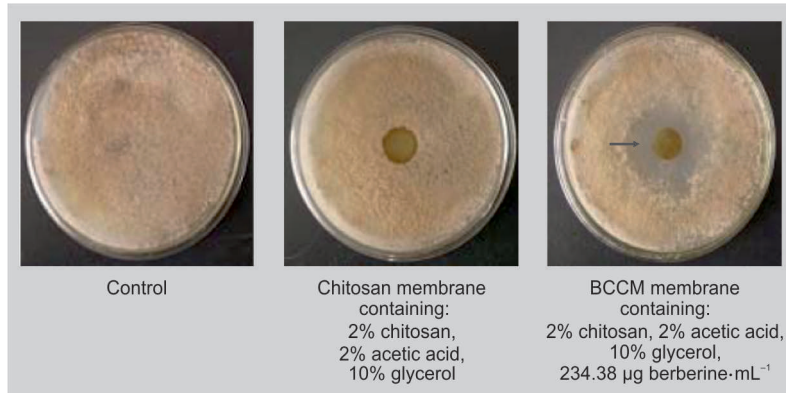 Control
Chitosan membrane
containing:
2% chitosan,
2% acetic acid,
10% glycerol
BCCM membrane
containing:
2% chitosan, 2% acetic acid,
10% glycerol,
234.38 µg berberine·mL⁻¹